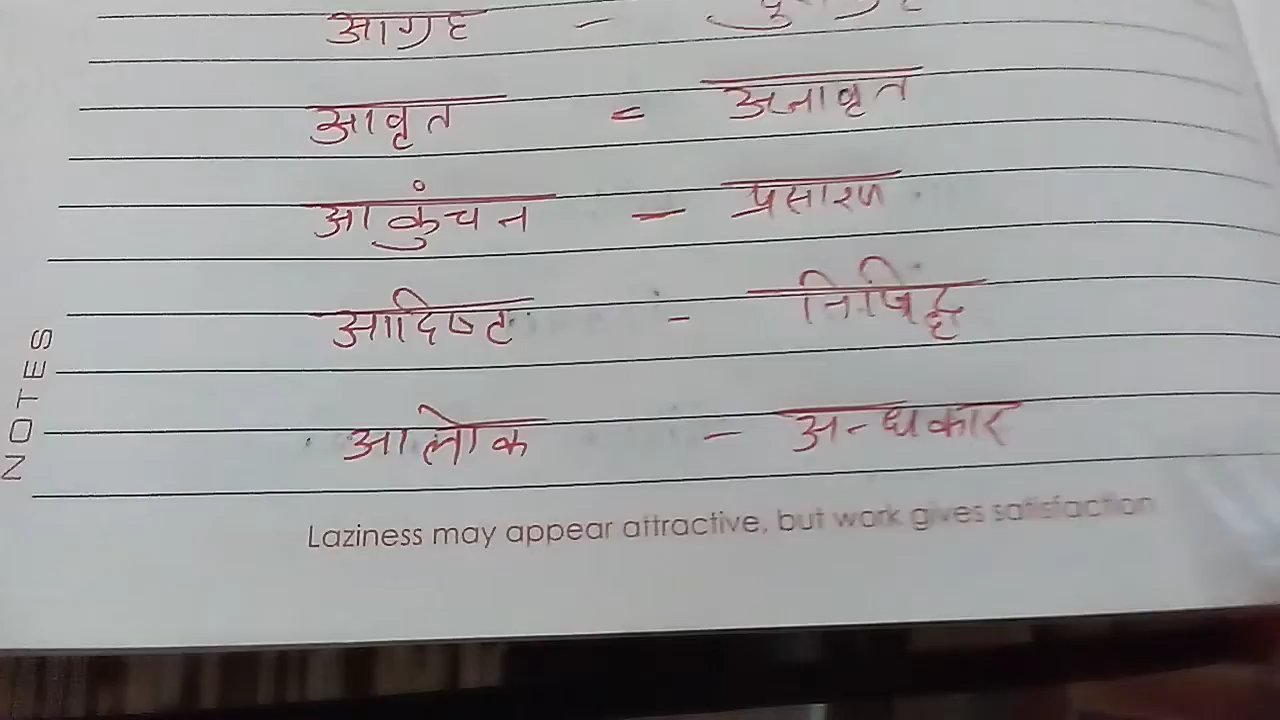 आग्रह -
आवृत = अनावृत
आकुंचन - प्रसारण
आदिष्ट - निषिद्ध
आलोक - अन्धकार
NOTES
Laziness may appear attractive, but work gives satisfaction